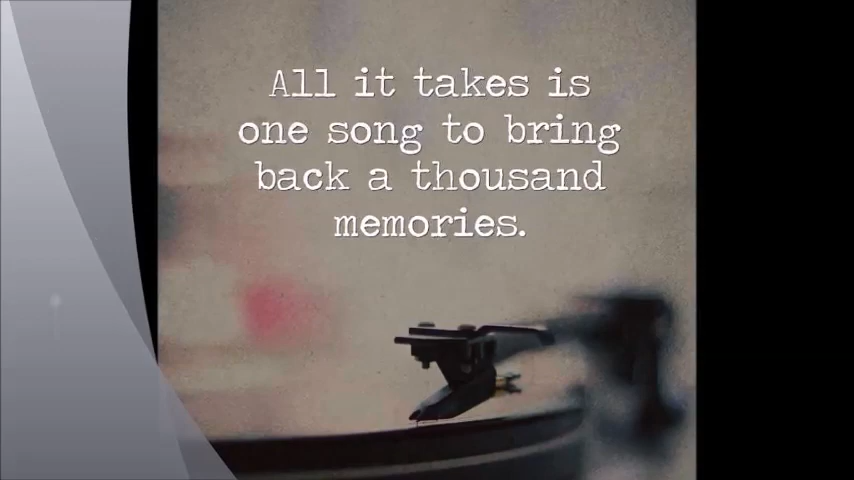 All it takes is
one song to bring
back a thousand
memories.